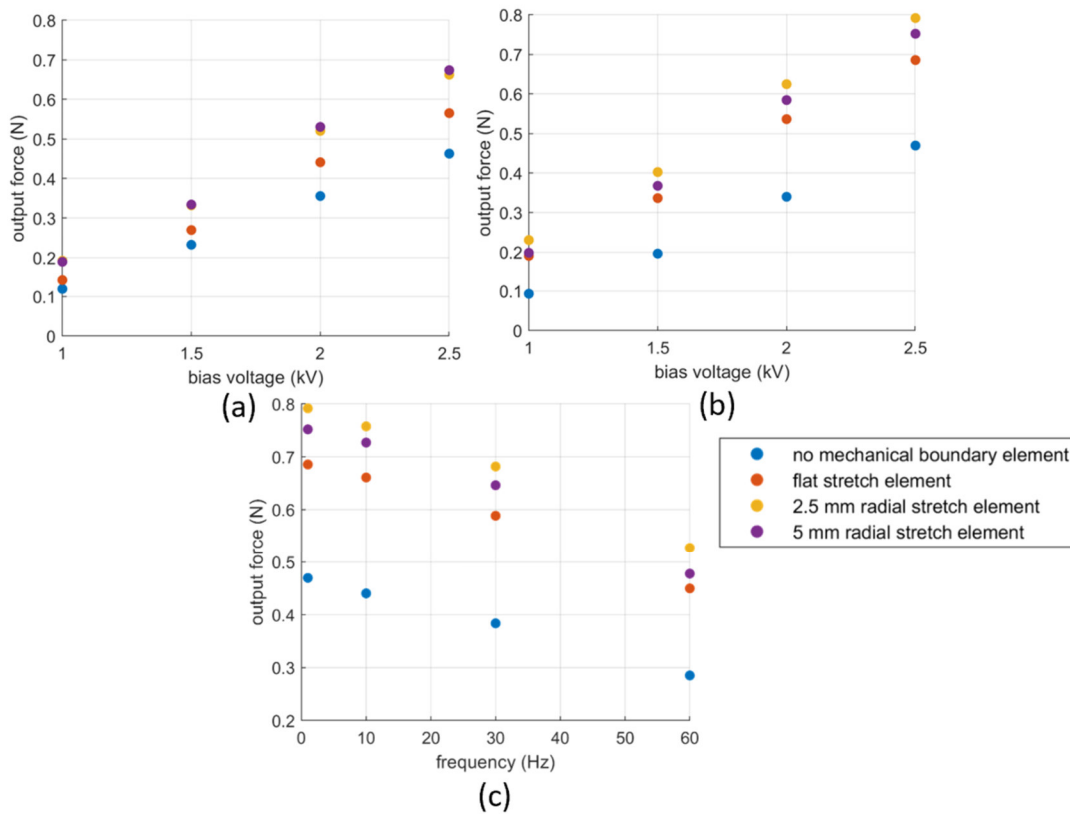 0.8
0.7
0.6
0.5
0.4
0.3
0.2
0.1
0
output force (N)
1 1.5 2 2.5
bias voltage (kV)
(a)
0.8
0.7
0.6
0.5
0.4
0.3
0.2
0.1
0
output force (N)
1 1.5 2 2.5
bias voltage (kV)
(b)
0.8
0.7
0.6
0.5
0.4
0.3
0.2
output force (N)
0 10 20 30 40 50 60
frequency (Hz)
(c)
no mechanical boundary element
flat stretch element
2.5 mm radial stretch element
5 mm radial stretch element